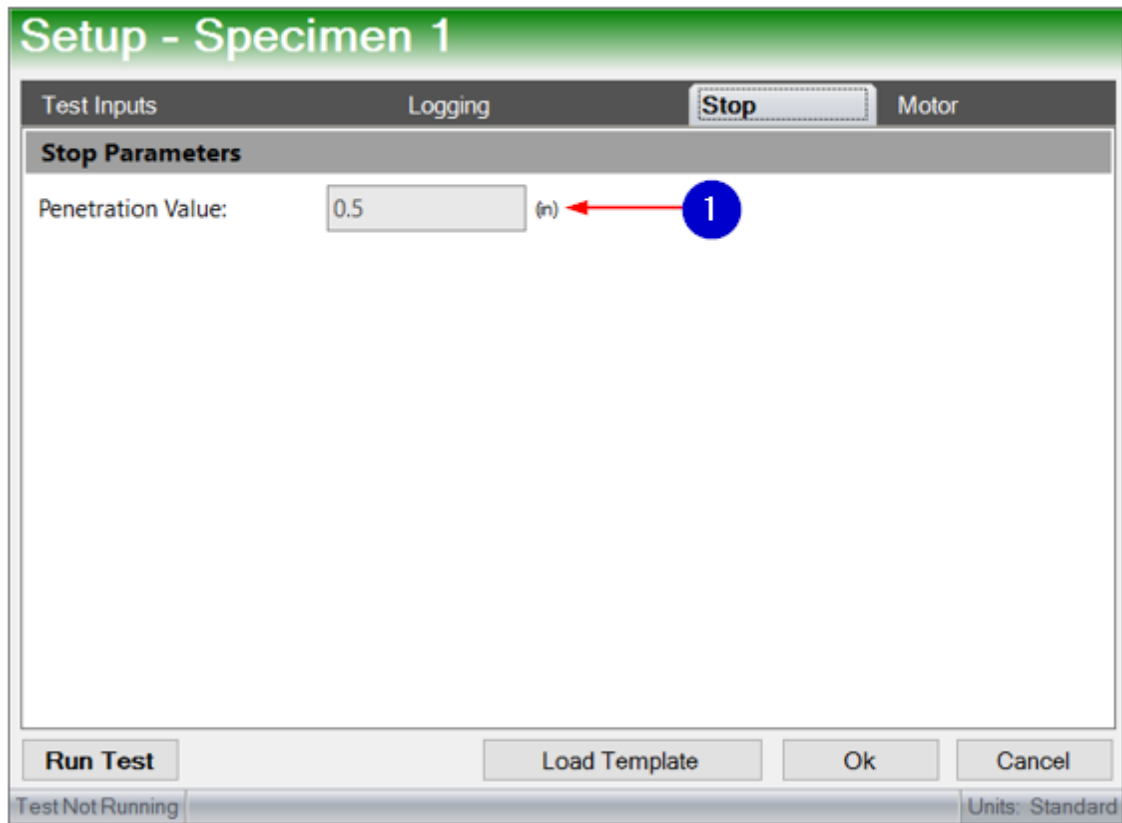 Setup - Specimen 1
Test Inputs Logging Stop Motor
Stop Parameters
Penetration Value: 0.5 (in) 1
Run Test Load Template Ok Cancel
Test Not Running Units: Standard